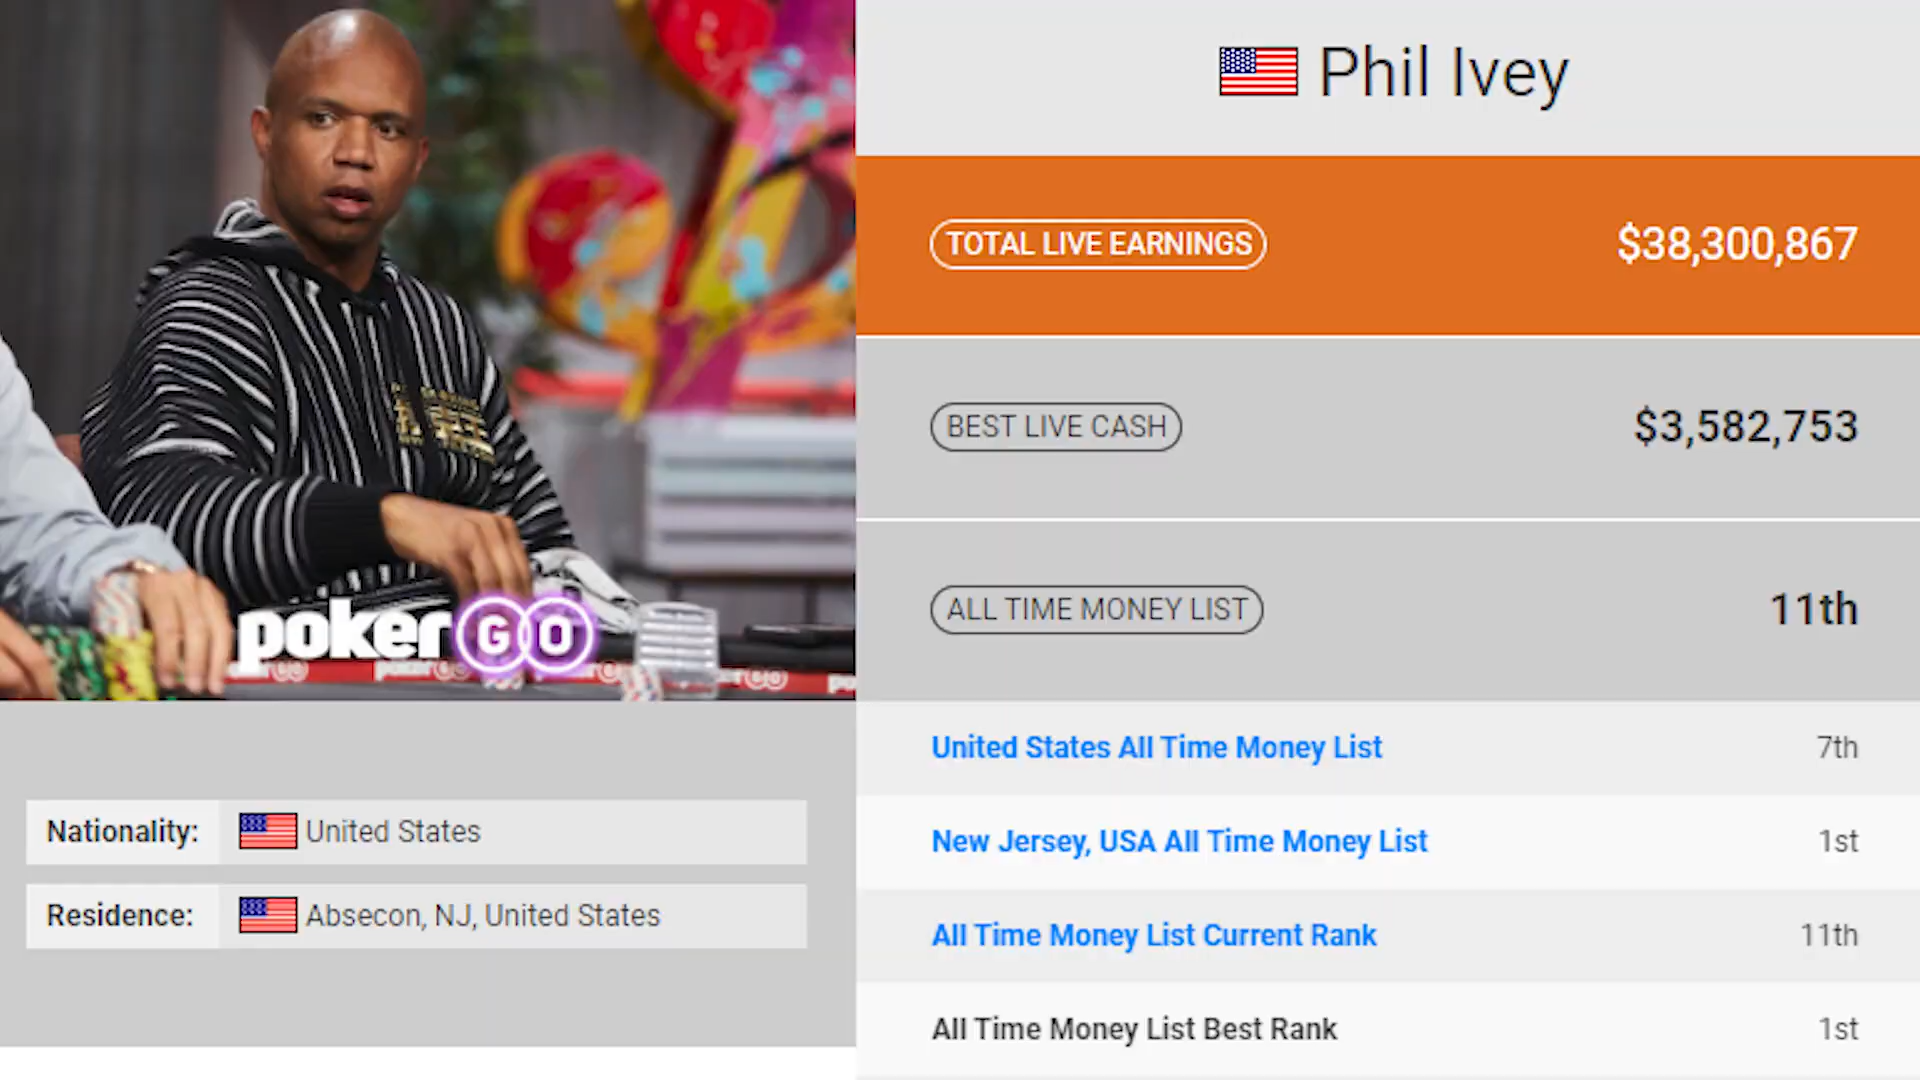 Phil Ivey
TOTAL LIVE EARNINGS $38,300,867
BEST LIVE CASH $3,582,753
ALL TIME MONEY LIST 11th
United States All Time Money List 7th
New Jersey, USA All Time Money List 1st
All Time Money List Current Rank 11th
All Time Money List Best Rank 1st
poker GO
Nationality: United States
Residence: Absecon, NJ, United States